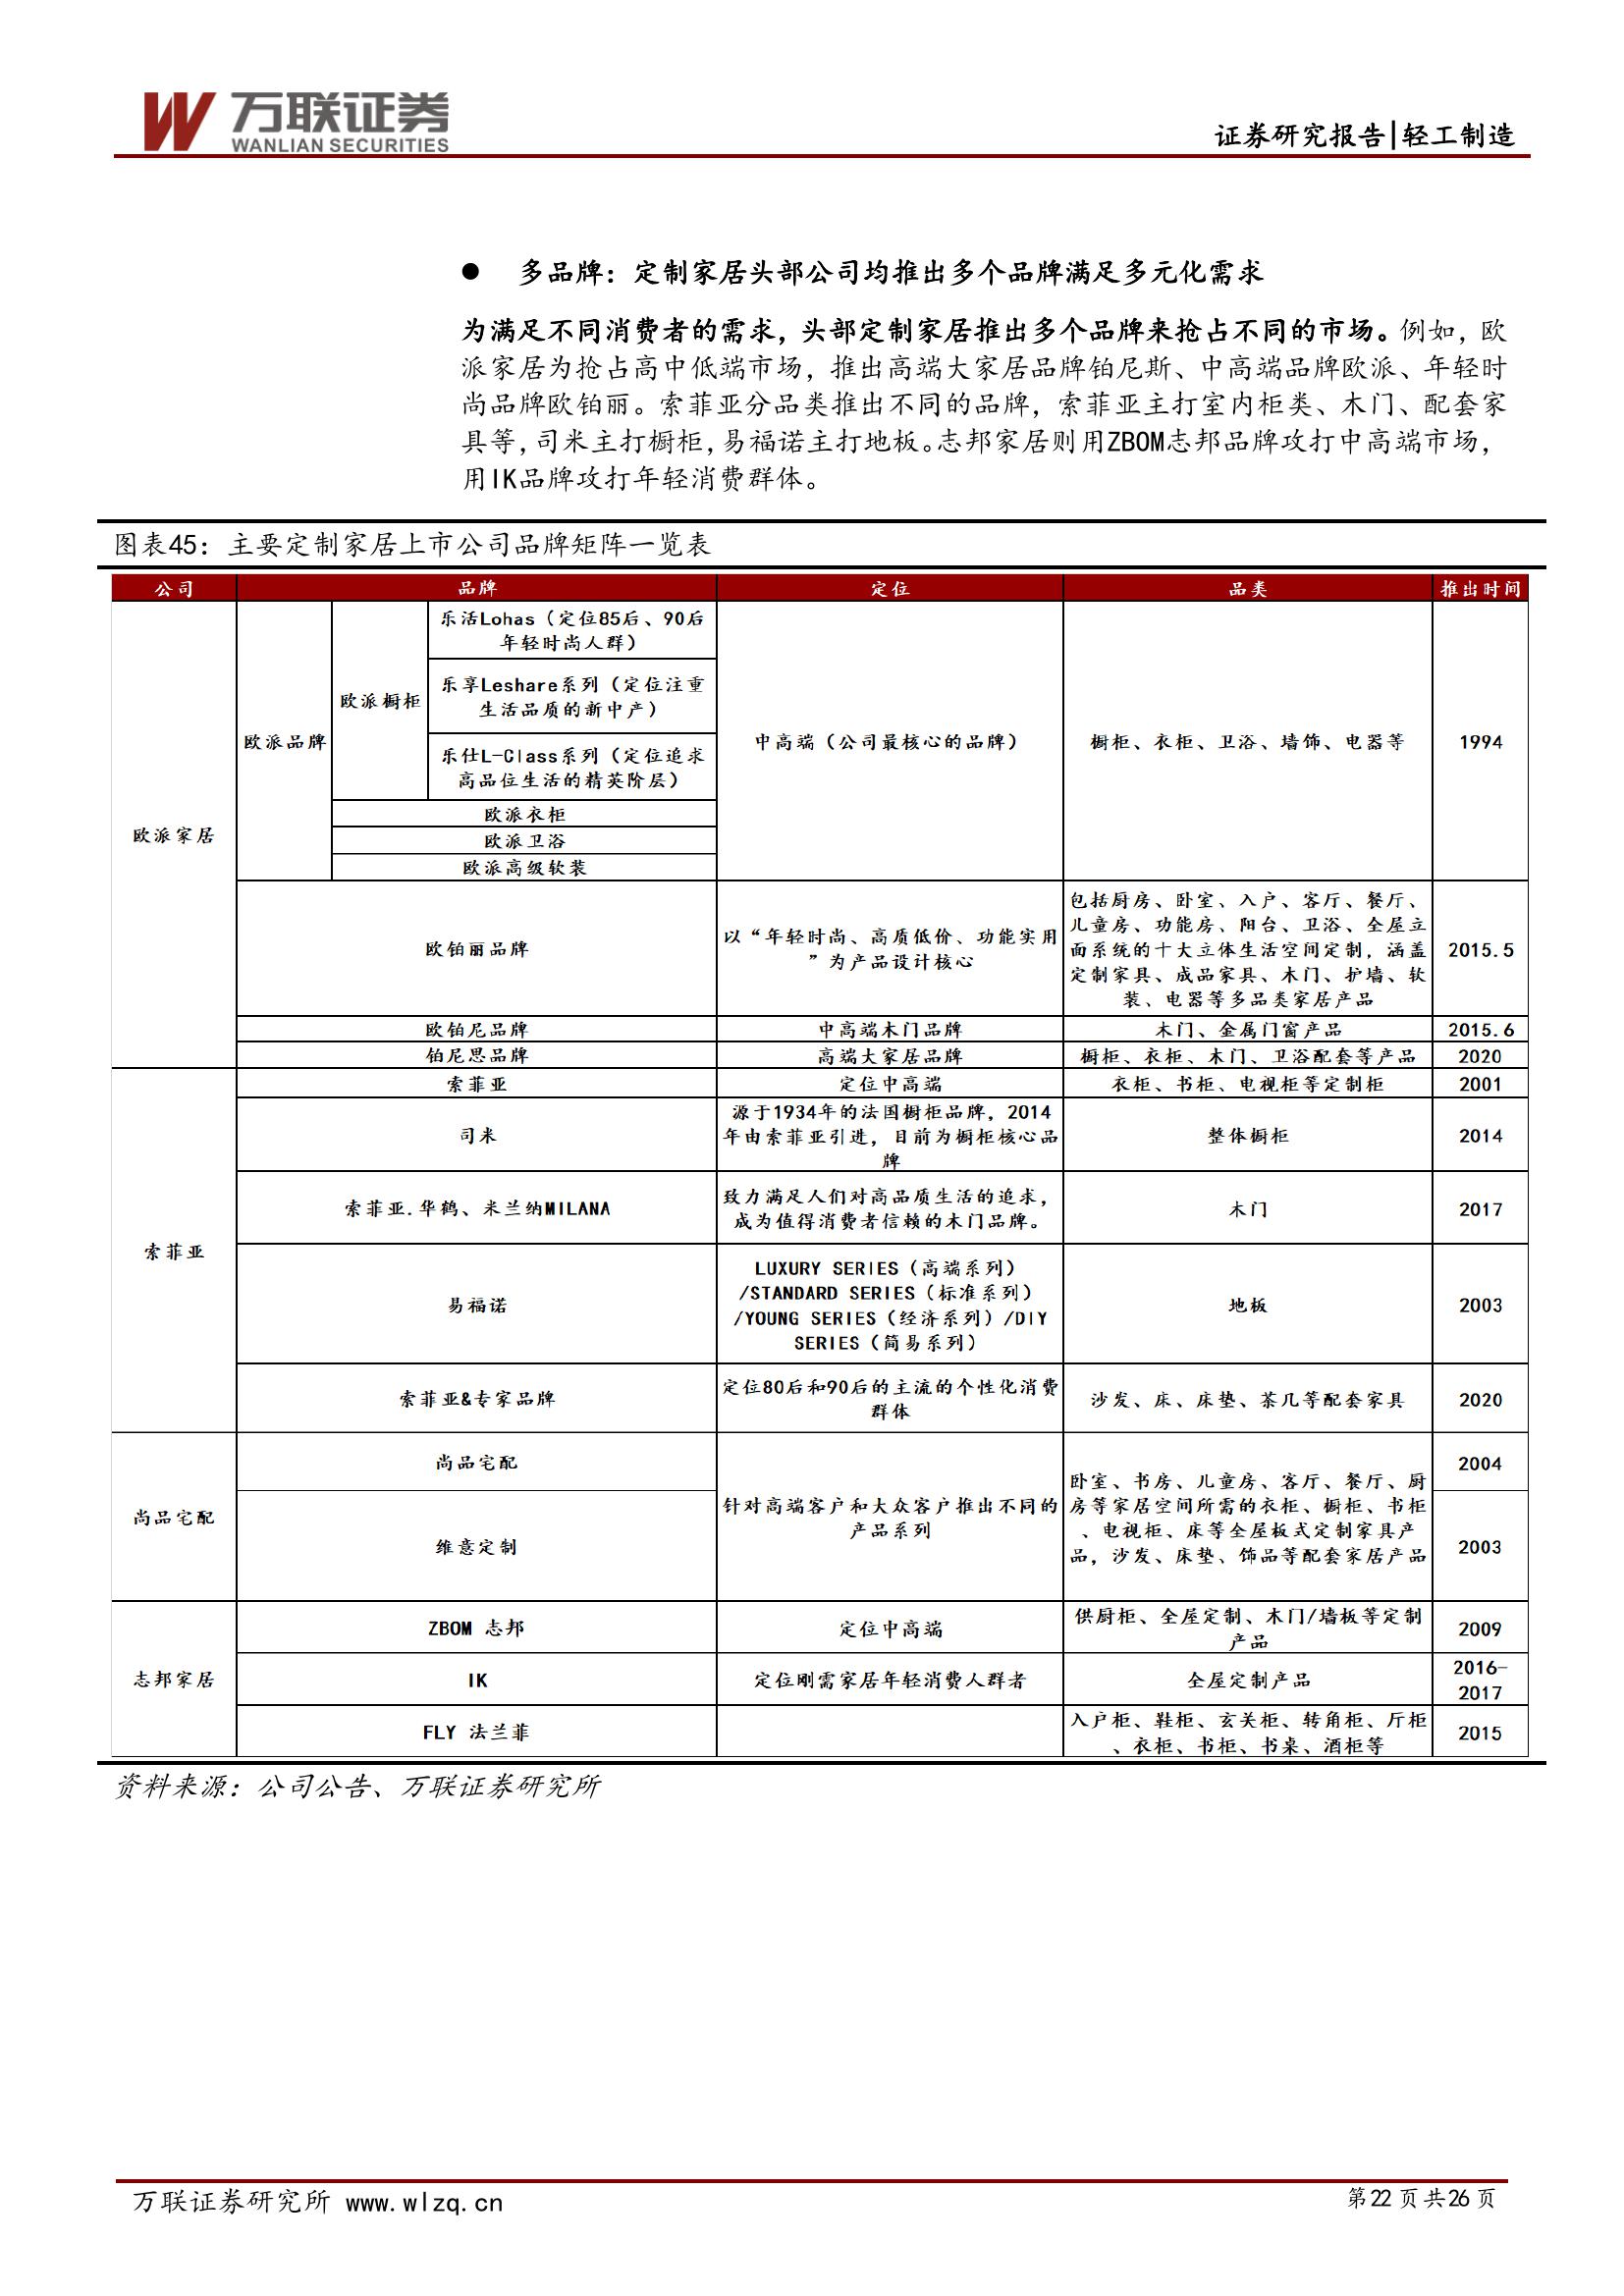 万联证券
WANLIAN SECURITIES
证券研究报告|轻工制造
● 多品牌：定制家居头部公司均推出多个品牌满足多元化需求
为满足不同消费者的需求，头部定制家居推出多个品牌来抢占不同的市场。例如，欧
派家居为抢占高中低端市场，推出高端大家居品牌铂尼斯、中高端品牌欧派、年轻时
尚品牌欧铂丽。索菲亚分品类推出不同的品牌，索菲亚主打室内柜类、木门、配套家
具等，司米主打橱柜，易福诺主打地板。志邦家居则用ZBOM志邦品牌攻打中高端市场，
用IK品牌攻打年轻消费群体。
图表45：主要定制家居上市公司品牌矩阵一览表
公司 品牌 定位 品类 推出时间
欧派家居
欧派品牌
欧派橱柜
乐活Lohas（定位85后、90后
年轻时尚人群）
乐享Leshare系列（定位注重
生活品质的新中产）
乐仕L-Class系列（定位追求
高品位生活的精英阶层）
欧派衣柜
欧派卫浴
欧派高级软装
中高端（公司最核心的品牌）
橱柜、衣柜、卫浴、墙饰、电器等
1994
欧铂丽品牌
以“年轻时尚、高质低价、功能实用
”为产品设计核心
包括厨房、卧室、入户、客厅、餐厅、
儿童房、功能房、阳台、卫浴、全屋立
面系统的十大立体生活空间定制，涵盖
定制家具、成品家具、木门、护墙、软
装、电器等多品类家居产品
2015.5
欧铂尼品牌 中高端木门品牌 木门、金属门窗产品 2015.6
铂尼思品牌 高端大家居品牌 橱柜、衣柜、木门、卫浴配套等产品 2020
索菲亚
索菲亚 定位中高端 衣柜、书柜、电视柜等定制柜 2001
司米
源于1934年的法国橱柜品牌，2014
年由索菲亚引进，目前为橱柜核心品
牌
整体橱柜
2014
索菲亚.华鹤、米兰纳MILANA
致力满足人们对高品质生活的追求，
成为值得消费者信赖的木门品牌。
木门
2017
易福诺
LUXURY SERIES（高端系列）
/STANDARD SERIES（标准系列）
/YOUNG SERIES（经济系列）/DIY
SERIES（简易系列）
地板
2003
索菲亚&专家品牌
定位80后和90后的主流的个性化消费
群体
沙发、床、床垫、茶几等配套家具
2020
尚品宅配
尚品宅配
2004
维意定制
2003
针对高端客户和大众客户推出不同的
产品系列
卧室、书房、儿童房、客厅、餐厅、厨
房等家居空间所需的衣柜、橱柜、书柜
、电视柜、床等全屋板式定制家具产
品，沙发、床垫、饰品等配套家居产品
志邦家居
ZBOM 志邦
定位中高端
供厨柜、全屋定制、木门/墙板等定制
产品
2009
IK
定位刚需家居年轻消费人群者
全屋定制产品
2016-
2017
FLY 法兰菲
入户柜、鞋柜、玄关柜、转角柜、厅柜
、衣柜、书柜、书桌、酒柜等
2015
资料来源：公司公告、万联证券研究所
万联证券研究所 www.wlzq.cn
第22页共26页